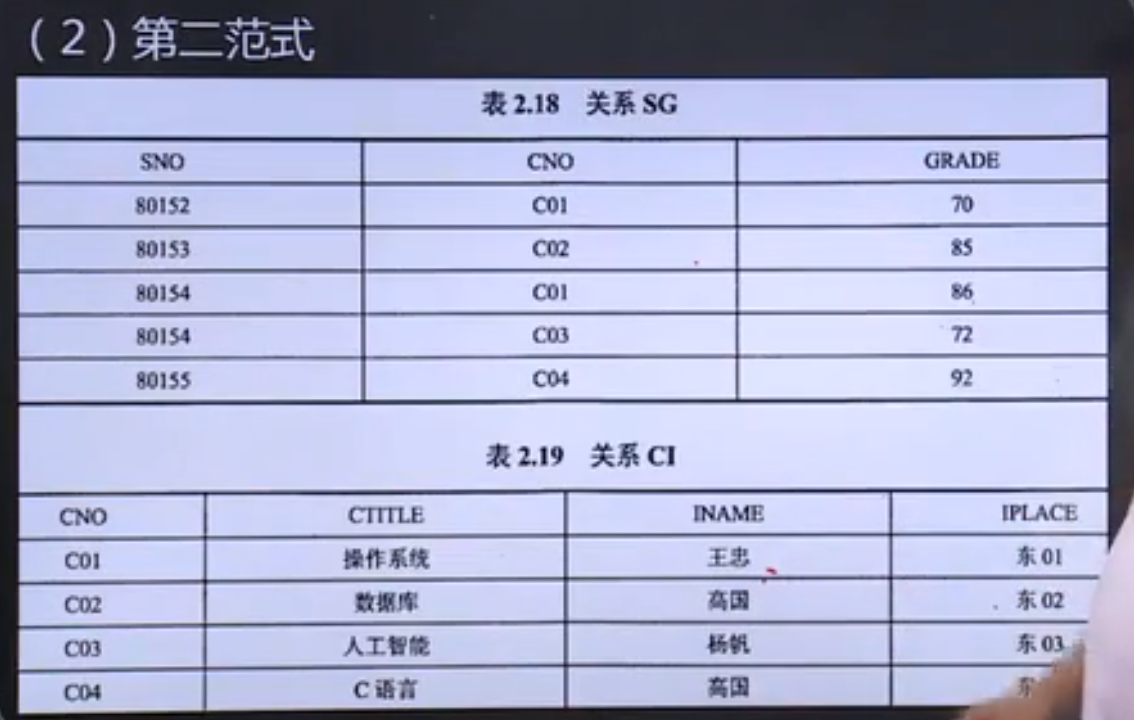 （2）第二范式
表 2.18 关系 SG
SNO CNO GRADE
80152 C01 70
80153 C02 85
80154 C01 86
80154 C03 72
80155 C04 92
表 2.19 关系 CI
CNO CTITLE INAME IPLACE
C01 操作系统 王忠 东 01
C02 数据库 高国 东 02
C03 人工智能 杨帆 东 03
C04 C 语言 高国 东